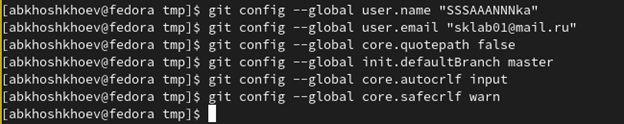 [abkhoshkhoev@fedora tmp]$ git config --global user.name "SSSAAANNNka"
[abkhoshkhoev@fedora tmp]$ git config --global user.email "sklab01@mail.ru"
[abkhoshkhoev@fedora tmp]$ git config --global core.quotepath false
[abkhoshkhoev@fedora tmp]$ git config --global init.defaultBranch master
[abkhoshkhoev@fedora tmp]$ git config --global core.autocrlf input
[abkhoshkhoev@fedora tmp]$ git config --global core.safecrlf warn
[abkhoshkhoev@fedora tmp]$